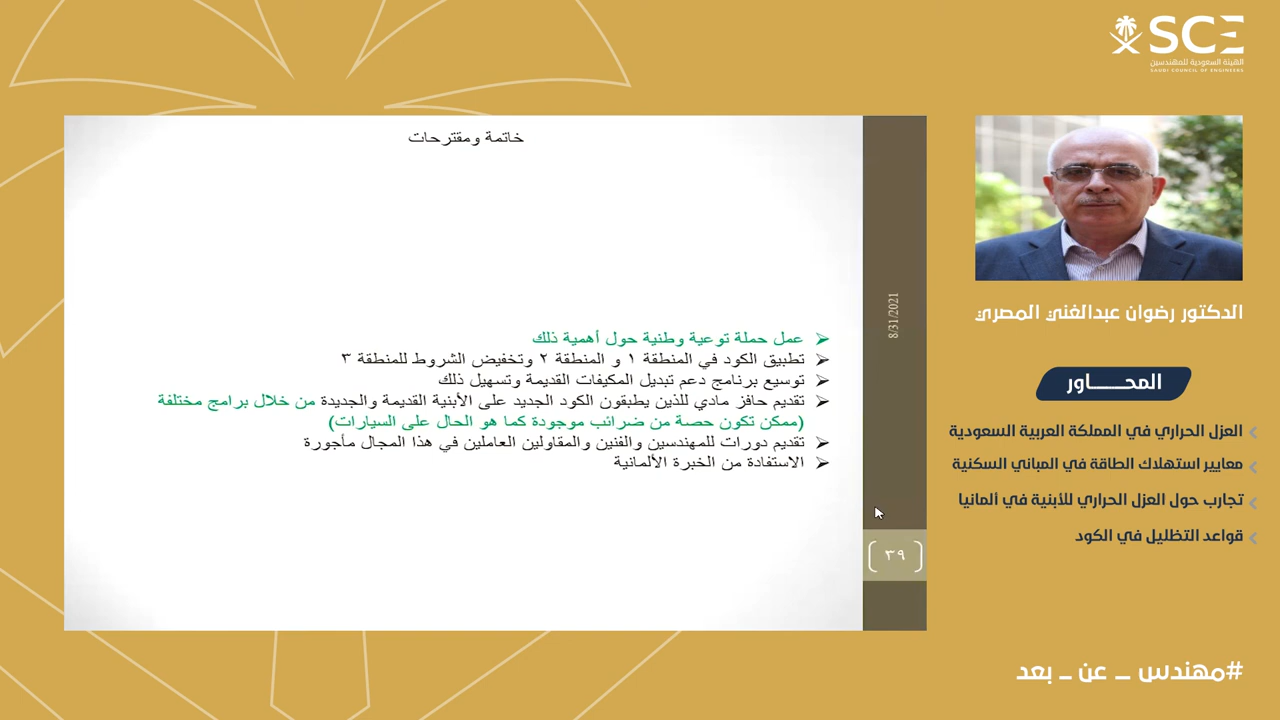 SCE
الهيئة السعودية للمهندسين
SAUDI COUNCIL OF ENGINEERS
خاتمة ومقترحات
عمل حملة توعية وطنية حول أهمية ذلك
تطبيق الكود في المنطقة ١ و المنطقة ٢ وتخفيض الشروط للمنطقة ٣
توسيع برنامج دعم تبديل المكيفات القديمة وتسهيل ذلك
تقديم حافز مادي للذين يطبقون الكود الجديد على الأبنية القديمة والجديدة من خلال برامج مختلفة
(ممكن تكون حصة من ضرائب موجودة كما هو الحال على السيارات)
تقديم دورات للمهندسين والفنين والمقاولين العاملين في هذا المجال مأجورة
الاستفادة من الخبرة الألمانية
8/31/2021
٣٩
الدكتور رضوان عبدالغني المصري
المحـــــاور
العزل الحراري في المملكة العربية السعودية
معايير استهلاك الطاقة في المباني السكنية
تجارب حول العزل الحراري للأبنية في ألمانيا
قواعد التظليل في الكود
#مهندس _ عن _ بعد